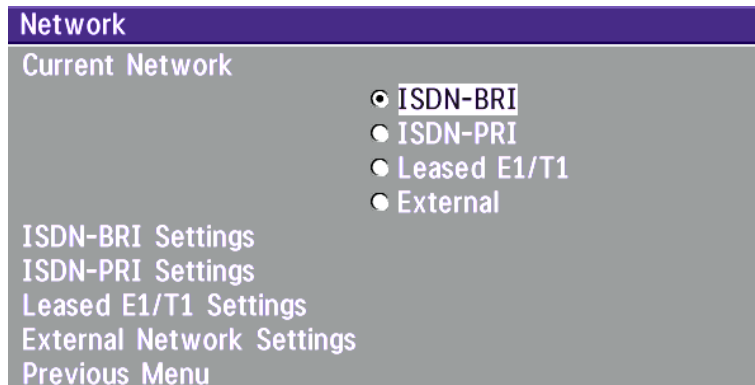 Network
Current Network
ISDN-BRI
ISDN-PRI
Leased E1/T1
External
ISDN-BRI Settings
ISDN-PRI Settings
Leased E1/T1 Settings
External Network Settings
Previous Menu